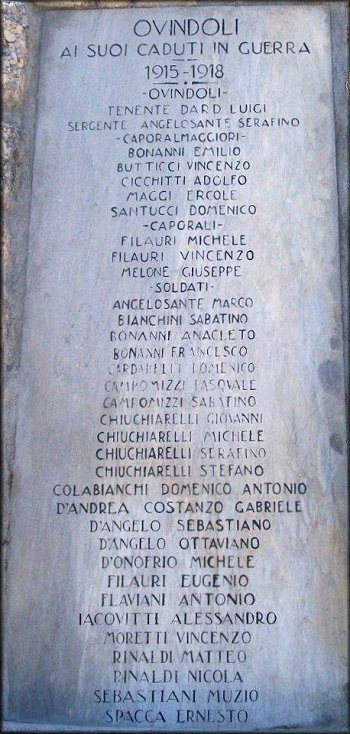 OVINDOLI
AI SUOI CADUTI IN GUERRA
1915-1918
-OVINDOLI-
TENENTE DARD LUIGI
SERGENTE ANGELOSANTE SERAFINO
-CAPORALMAGGIORI-
BONANNI EMILIO
BUTTICCI VINCENZO
CICCHITTI ADOLFO
MAGGI ERCOLE
SANTUCCI DOMENICO
-CAPORALI-
FILAURI MICHELE
FILAURI VINCENZO
MELONE GIUSEPPE
-SOLDATI-
ANGELOSANTE MARCO
BIANCHINI SABATINO
BONANNI ANACLETO
BONANNI FRANCESCO
CARDARELLI DOMENICO
CAMPOMIZZI PASQUALE
CAMPOMIZZI SABATINO
CHIUCHIARELLI GIOVANNI
CHIUCHIARELLI MICHELE
CHIUCHIARELLI SERAFINO
CHIUCHIARELLI STEFANO
COLABIANCHI DOMENICO ANTONIO
D'ANDREA COSTANZO GABRIELE
D'ANGELO SEBASTIANO
D'ANGELO OTTAVIANO
D'ONOFRIO MICHELE
FILAURI EUGENIO
FLAVIANI ANTONIO
IACOVITTI ALESSANDRO
MORETTI VINCENZO
RINALDI MATTEO
RINALDI NICOLA
SEBASTIANI MUZIO
SPACCA ERNESTO